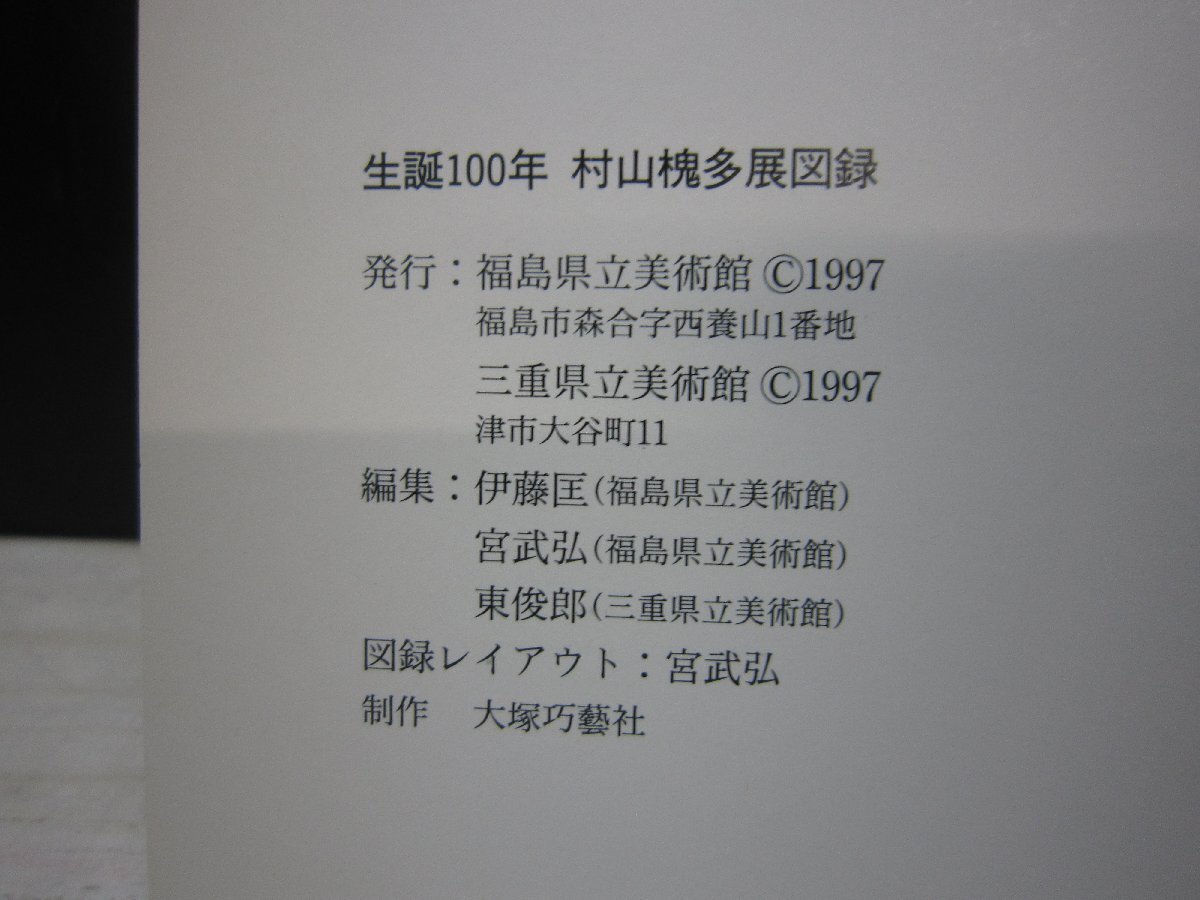 生誕100年 村山槐多展図録
発行：福島県立美術館 ©1997
福島市森合字西養山1番地
三重県立美術館 ©1997
津市大谷町11
編集：伊藤匡(福島県立美術館)
宮武弘(福島県立美術館)
東俊郎(三重県立美術館)
図録レイアウト：宮武弘
制作　大塚巧藝社